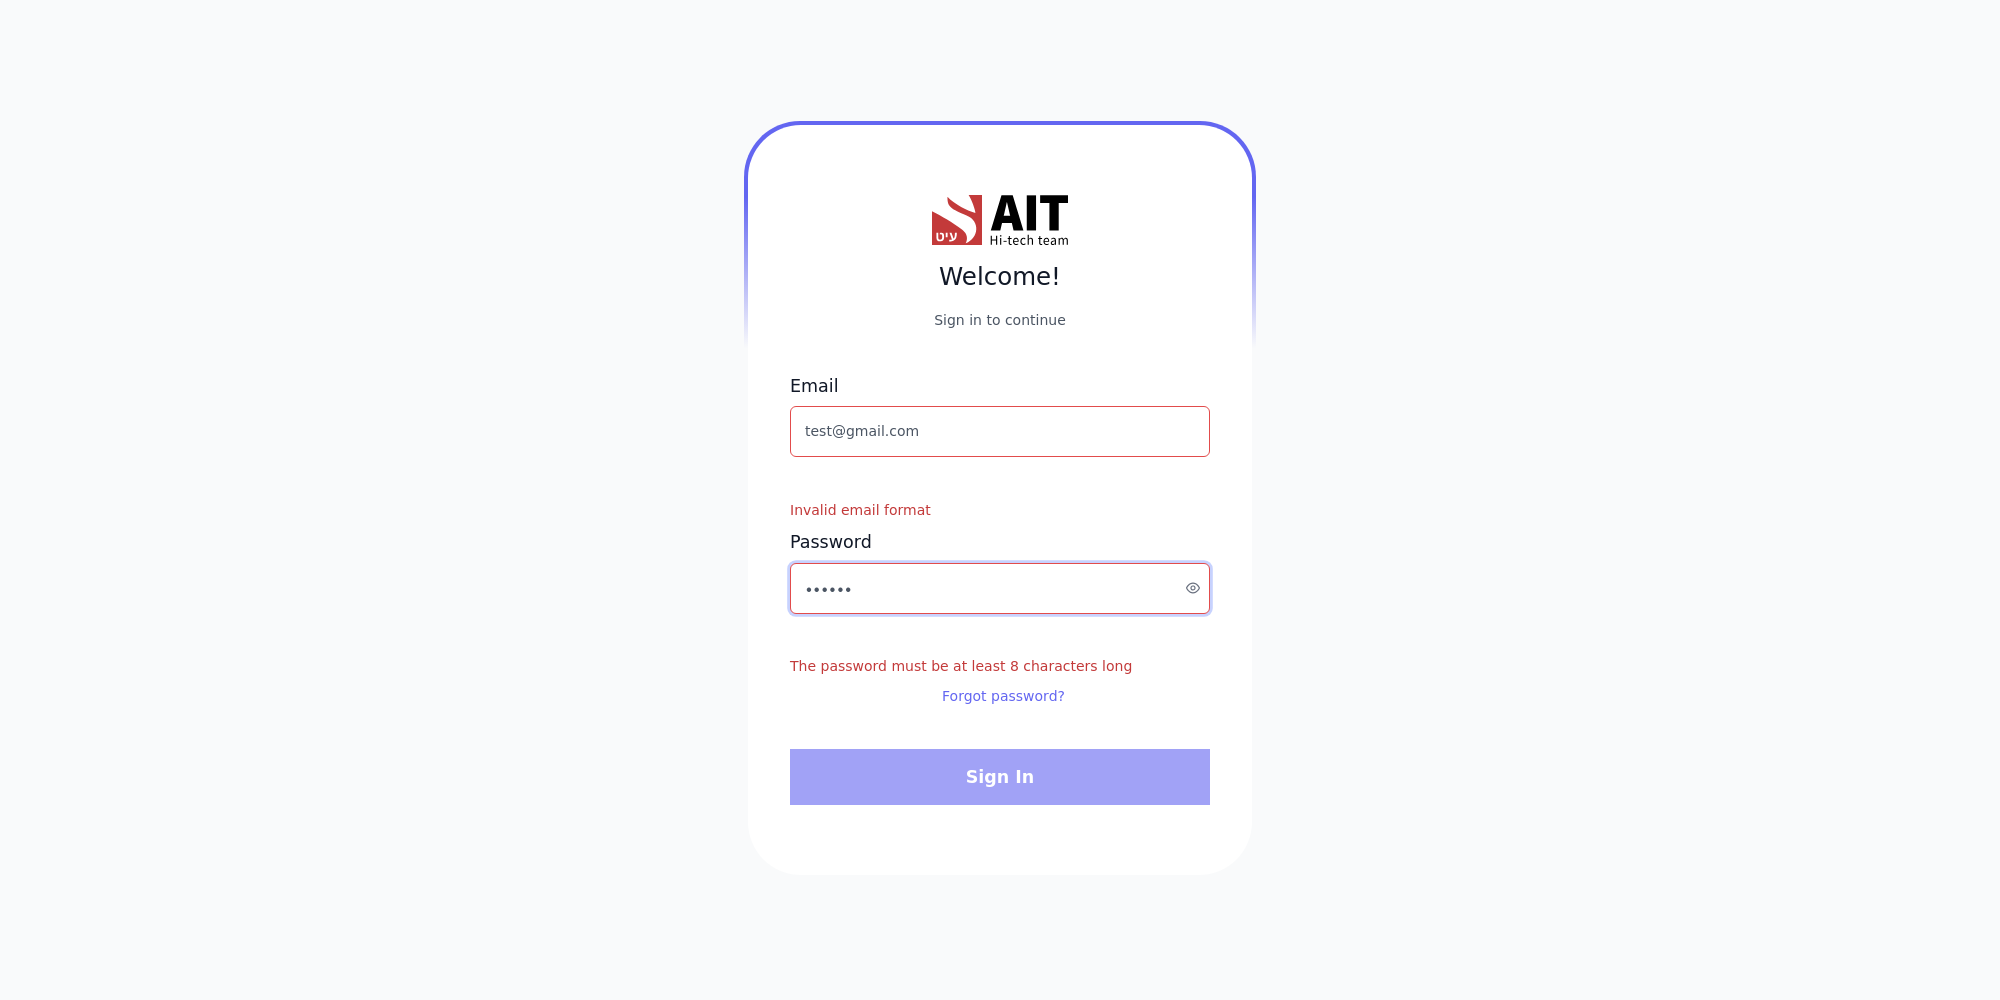 עיט
AIT
Hi-tech team
Welcome!
Sign in to continue
Email
test@gmail.com
Invalid email format
Password
••••••
The password must be at least 8 characters long
Forgot password?
Sign In